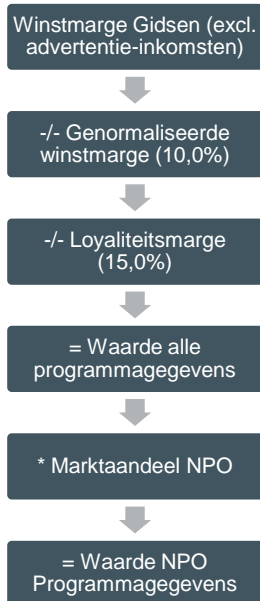 Winstmarge Gidsen (excl.
advertentie-inkomsten)
-/- Genormaliseerde
winstmarge (10,0%)
-/- Loyaliteitsmarge
(15,0%)
= Waarde alle
programmagegevens
* Marktaandeel NPO
= Waarde NPO
Programmagegevens